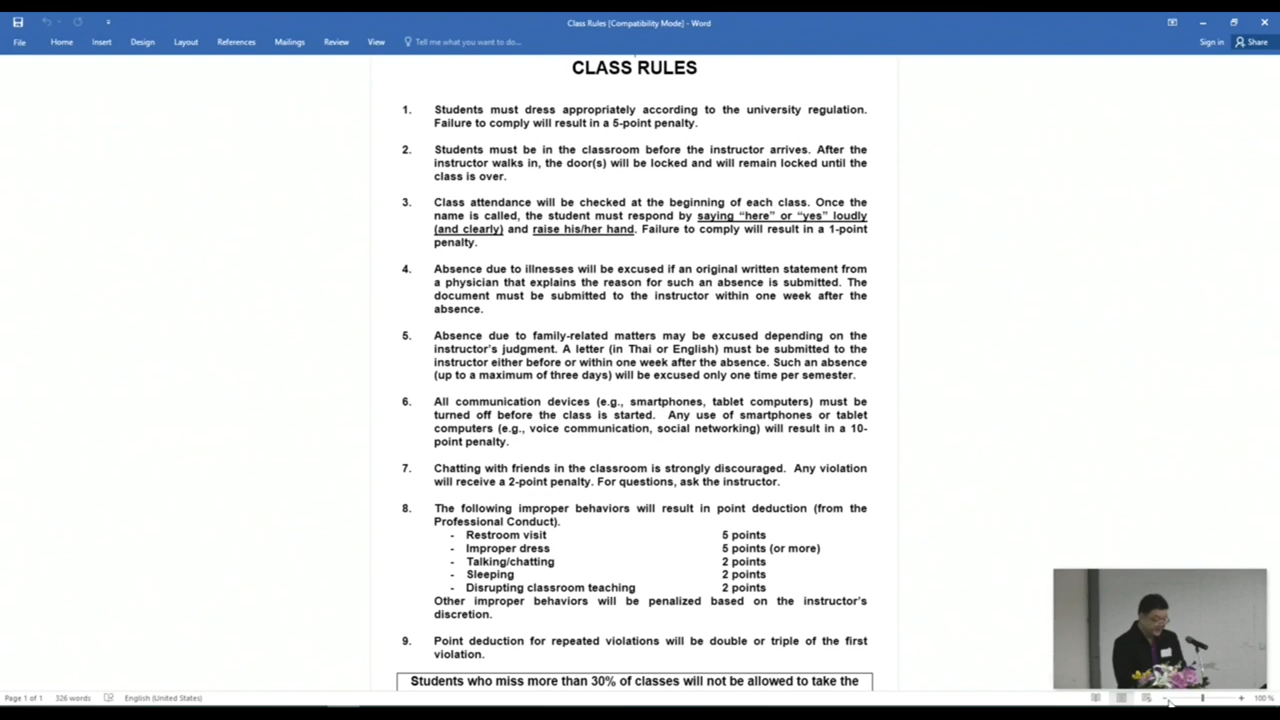 Class Rules [Compatibility Mode] - Word
File Home Insert Design Layout References Mailings Review View Tell me what you want to do... Sign in Share
CLASS RULES
1. Students must dress appropriately according to the university regulation.
Failure to comply will result in a 5-point penalty.
2. Students must be in the classroom before the instructor arrives. After the
instructor walks in, the door(s) will be locked and will remain locked until the
class is over.
3. Class attendance will be checked at the beginning of each class. Once the
name is called, the student must respond by saying “here” or “yes” loudly
(and clearly) and raise his/her hand. Failure to comply will result in a 1-point
penalty.
4. Absence due to illnesses will be excused if an original written statement from
a physician that explains the reason for such an absence is submitted. The
document must be submitted to the instructor within one week after the
absence.
5. Absence due to family-related matters may be excused depending on the
instructor’s judgment. A letter (in Thai or English) must be submitted to the
instructor either before or within one week after the absence. Such an absence
(up to a maximum of three days) will be excused only one time per semester.
6. All communication devices (e.g., smartphones, tablet computers) must be
turned off before the class is started. Any use of smartphones or tablet
computers (e.g., voice communication, social networking) will result in a 10-
point penalty.
7. Chatting with friends in the classroom is strongly discouraged. Any violation
will receive a 2-point penalty. For questions, ask the instructor.
8. The following improper behaviors will result in point deduction (from the
Professional Conduct).
- Restroom visit 5 points
- Improper dress 5 points (or more)
- Talking/chatting 2 points
- Sleeping 2 points
- Disrupting classroom teaching 2 points
Other improper behaviors will be penalized based on the instructor’s
discretion.
9. Point deduction for repeated violations will be double or triple of the first
violation.
Students who miss more than 30% of classes will not be allowed to take the
Page 1 of 1 326 words English (United States) 100 %